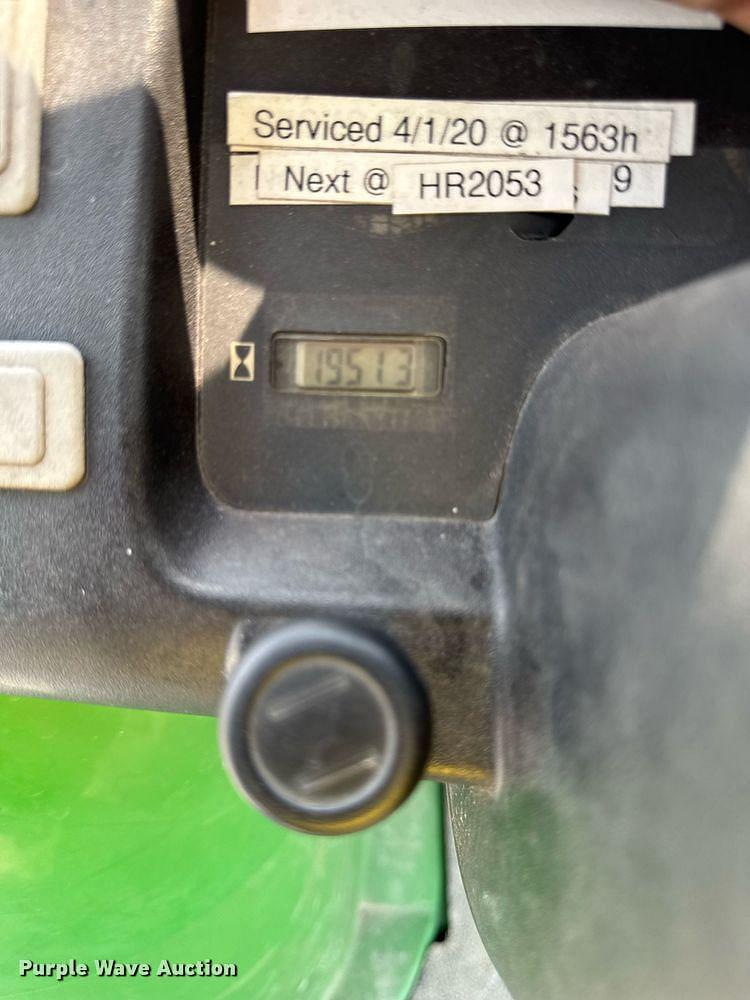 Serviced 4/1/20 @ 1563h
Next @ HR2053 9
19513
Purple Wave Auction